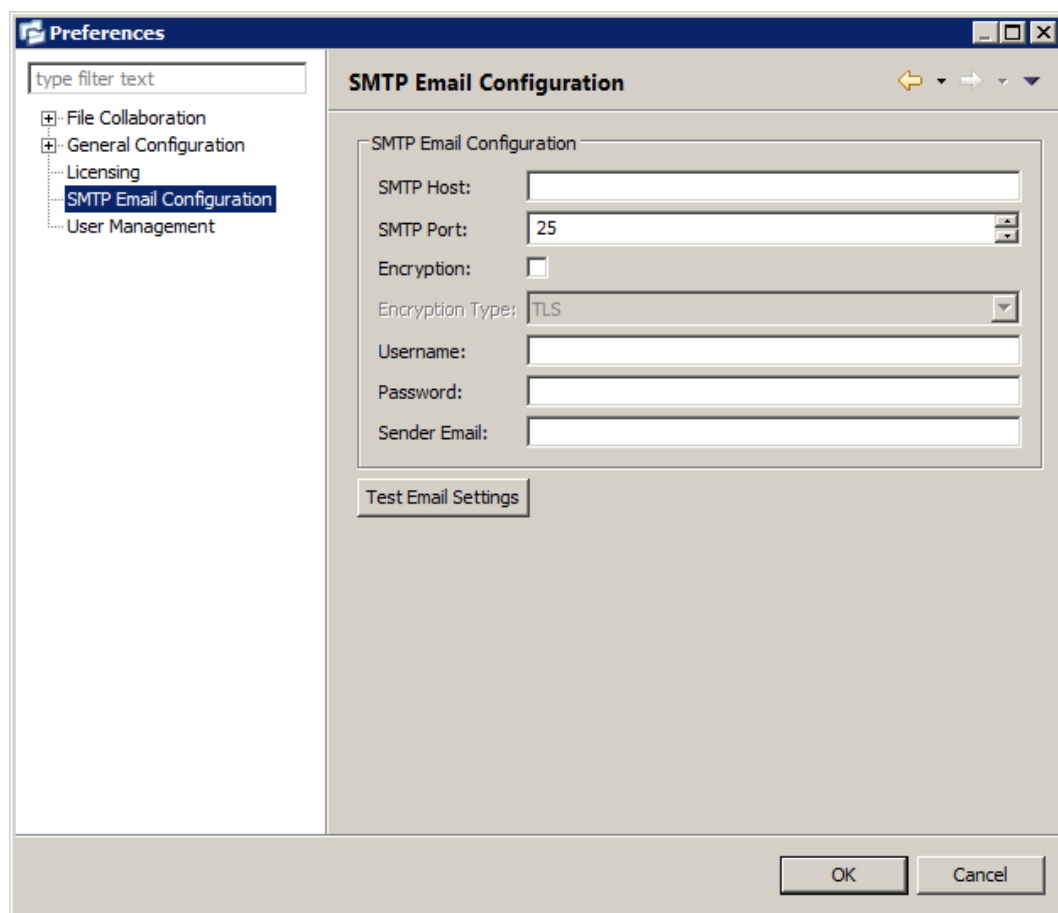 Preferences
type filter text
File Collaboration
General Configuration
Licensing
SMTP Email Configuration
User Management
SMTP Email Configuration
SMTP Email Configuration
SMTP Host:
SMTP Port: 25
Encryption:
Encryption Type: TLS
Username:
Password:
Sender Email:
Test Email Settings
OK Cancel